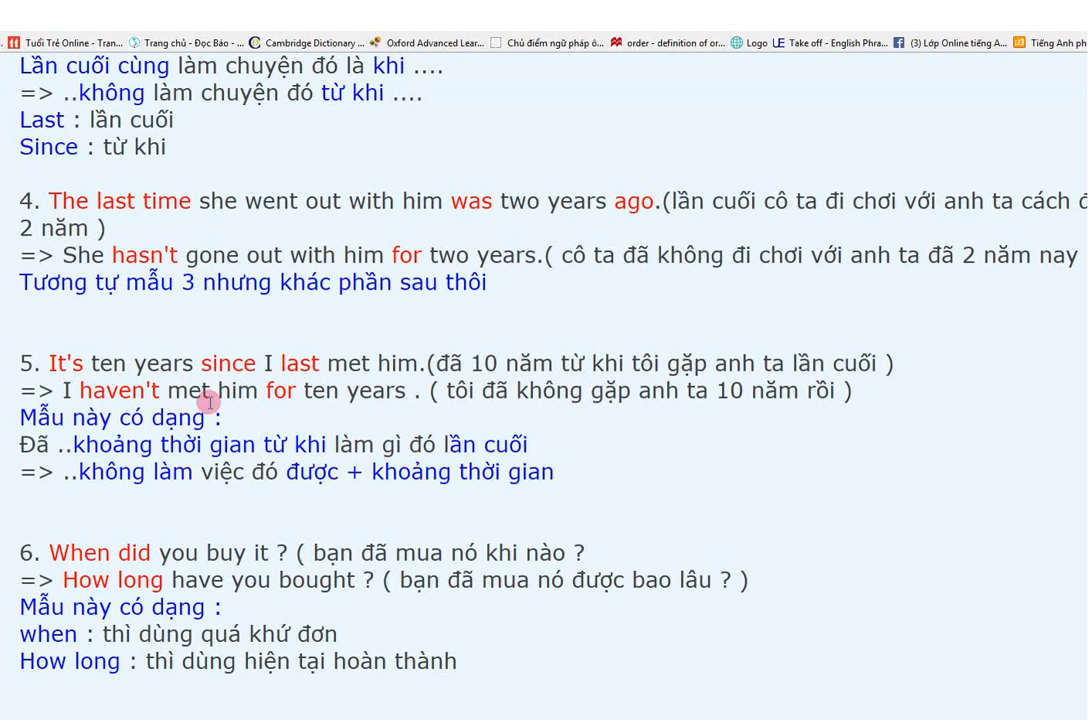 Tuổi Trẻ Online - Tran... Trang chủ - Đọc Báo - ... Cambridge Dictionary ... Oxford Advanced Lear... Chủ điểm ngữ pháp ô... order - definition of or... Logo Take off - English Phra... (3) Lớp Online tiếng A... Tiếng Anh ph
Lần cuối cùng làm chuyện đó là khi ....
=> ..không làm chuyện đó từ khi ....
Last : lần cuối
Since : từ khi
4. The last time she went out with him was two years ago.(lần cuối cô ta đi chơi với anh ta cách đ
2 năm )
=> She hasn't gone out with him for two years.( cô ta đã không đi chơi với anh ta đã 2 năm nay
Tương tự mẫu 3 nhưng khác phần sau thôi
5. It's ten years since I last met him.(đã 10 năm từ khi tôi gặp anh ta lần cuối )
=> I haven't met him for ten years . ( tôi đã không gặp anh ta 10 năm rồi )
Mẫu này có dạng :
Đã ..khoảng thời gian từ khi làm gì đó lần cuối
=> ..không làm việc đó được + khoảng thời gian
6. When did you buy it ? ( bạn đã mua nó khi nào ?
=> How long have you bought ? ( bạn đã mua nó được bao lâu ? )
Mẫu này có dạng :
when : thì dùng quá khứ đơn
How long : thì dùng hiện tại hoàn thành